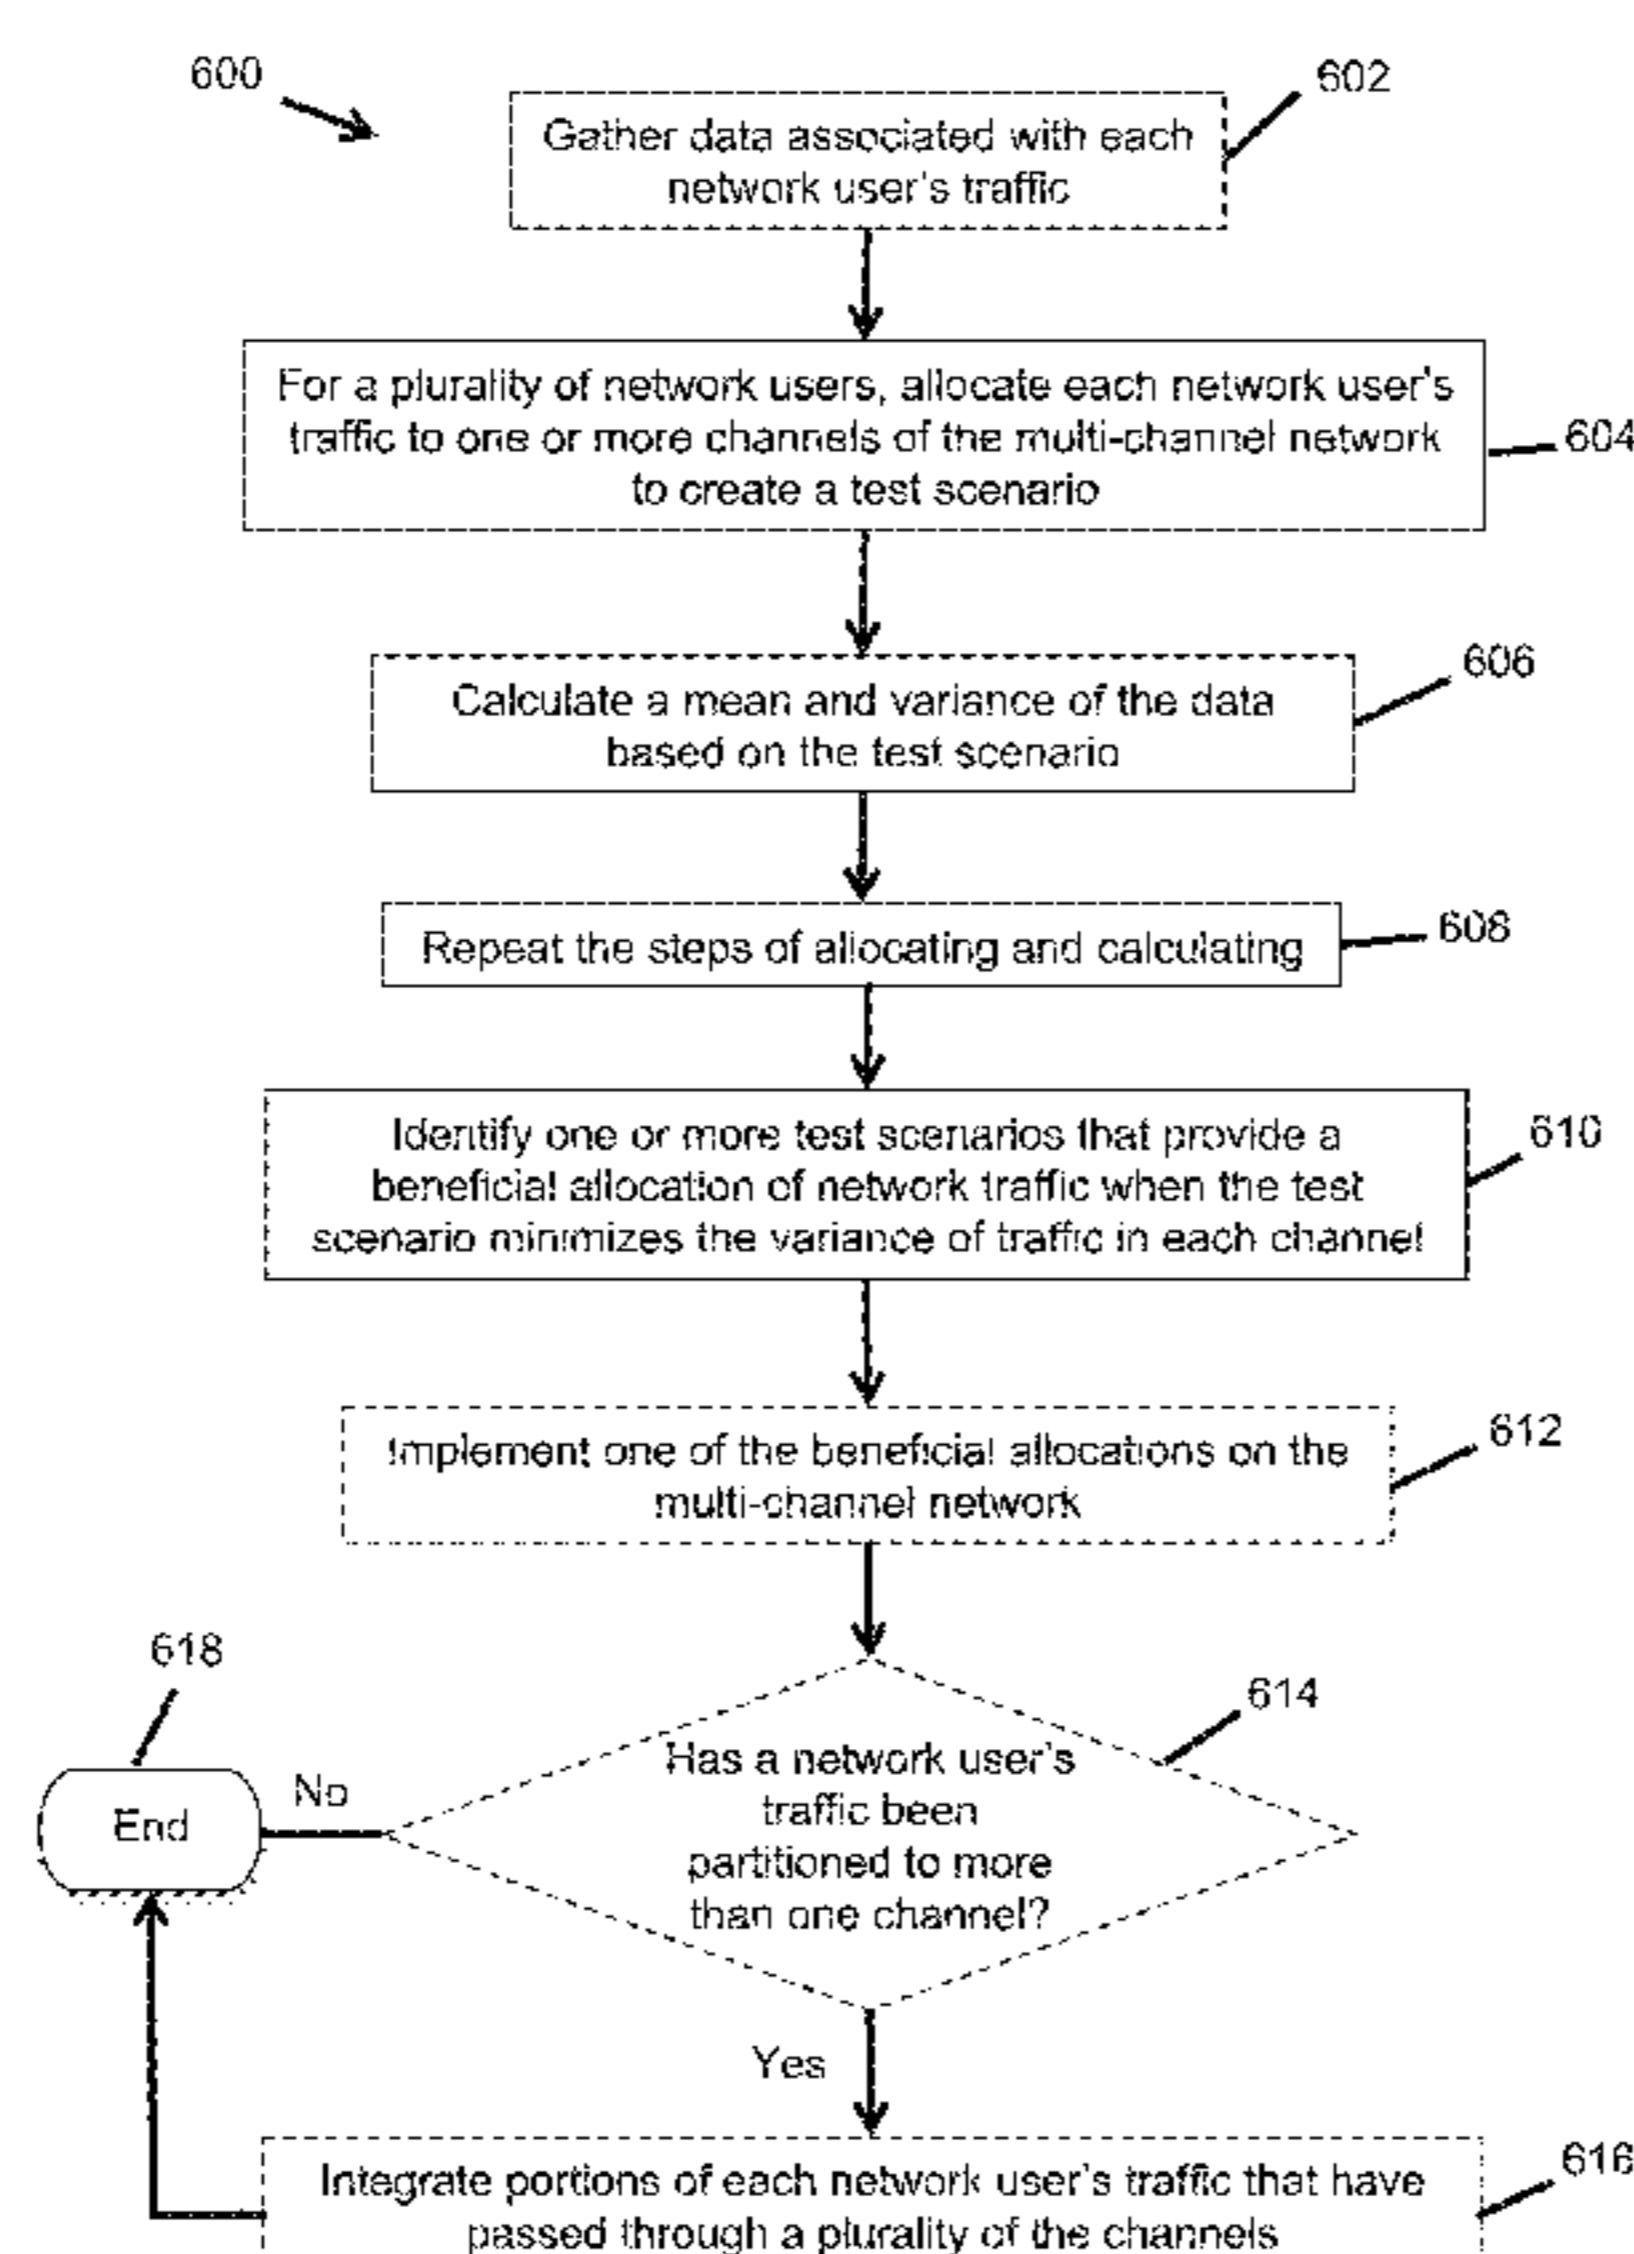 600
602
Gather data associated with each
network user's traffic
For a plurality of network users, allocate each network user's
traffic to one or more channels of the multi-channel network
to create a test scenario
604
606
Calculate a mean and variance of the data
based on the test scenario
608
Repeat the steps of allocating and calculating
610
Identify one or more test scenarios that provide a
beneficial allocation of network traffic when the test
scenario minimizes the variance of traffic in each channel
612
Implement one of the beneficial allocations on the
multi-channel network
618
614
Has a network user's
traffic been
partitioned to more
than one channel?
No
End
Yes
616
Integrate portions of each network user's traffic that have
passed through a plurality of the channels